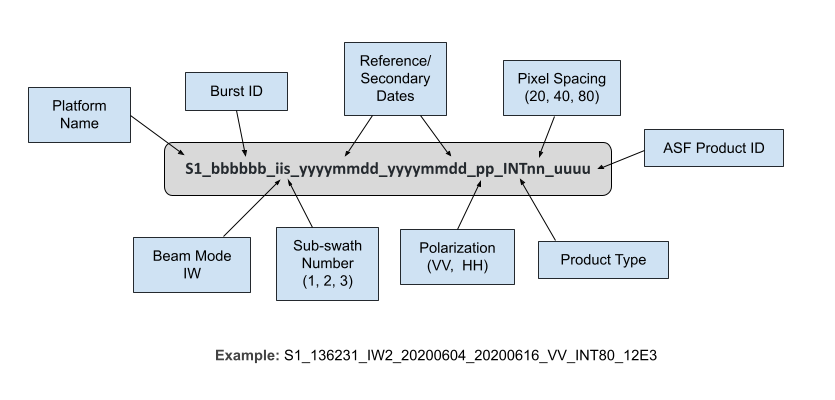 Reference/
Secondary
Dates
Pixel Spacing
(20, 40, 80)
Burst ID
Platform
Name
ASF Product ID
S1_bbbbbb_iis_yyyymmdd_yyyymmdd_pp_INTnn_uuuu
Beam Mode
IW
Sub-swath
Number
(1, 2, 3)
Polarization
(VV, HH)
Product Type
Example: S1_136231_IW2_20200604_20200616_VV_INT80_12E3